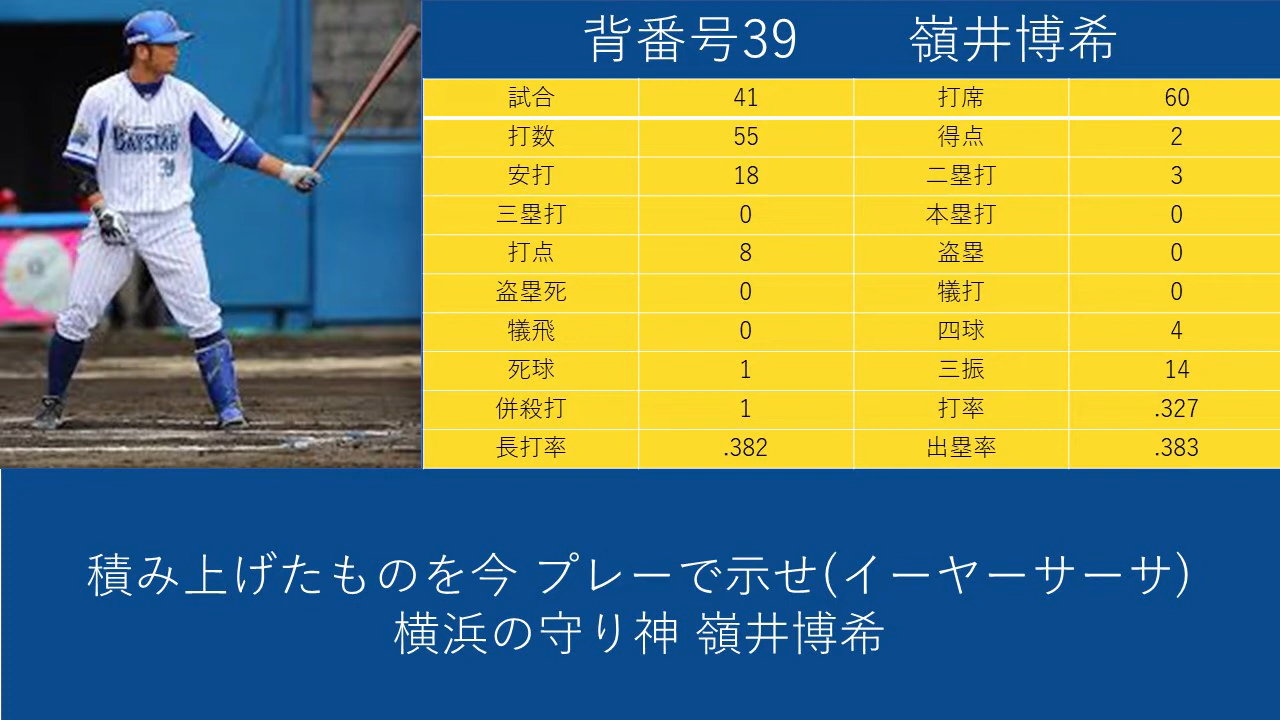 背番号39 嶺井博希
試合 41 打席 60
打数 55 得点 2
安打 18 二塁打 3
三塁打 0 本塁打 0
打点 8 盗塁 0
盗塁死 0 犠打 0
犠飛 0 四球 4
死球 1 三振 14
併殺打 1 打率 .327
長打率 .382 出塁率 .383
BAYSTARS
39
積み上げたものを今 プレーで示せ(イーヤーサーサ)
横浜の守り神 嶺井博希